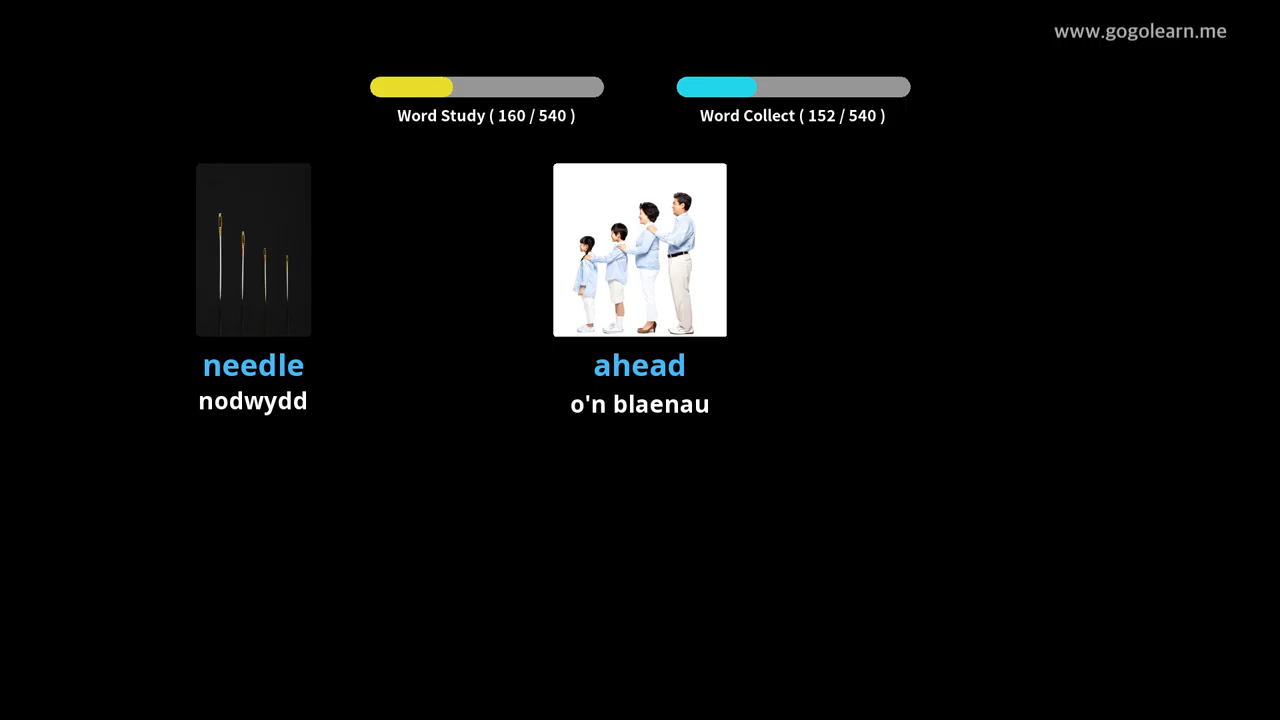 www.gogolearn.me
Word Study ( 160 / 540 )
Word Collect ( 152 / 540 )
needle
nodwydd
ahead
o'n blaenau